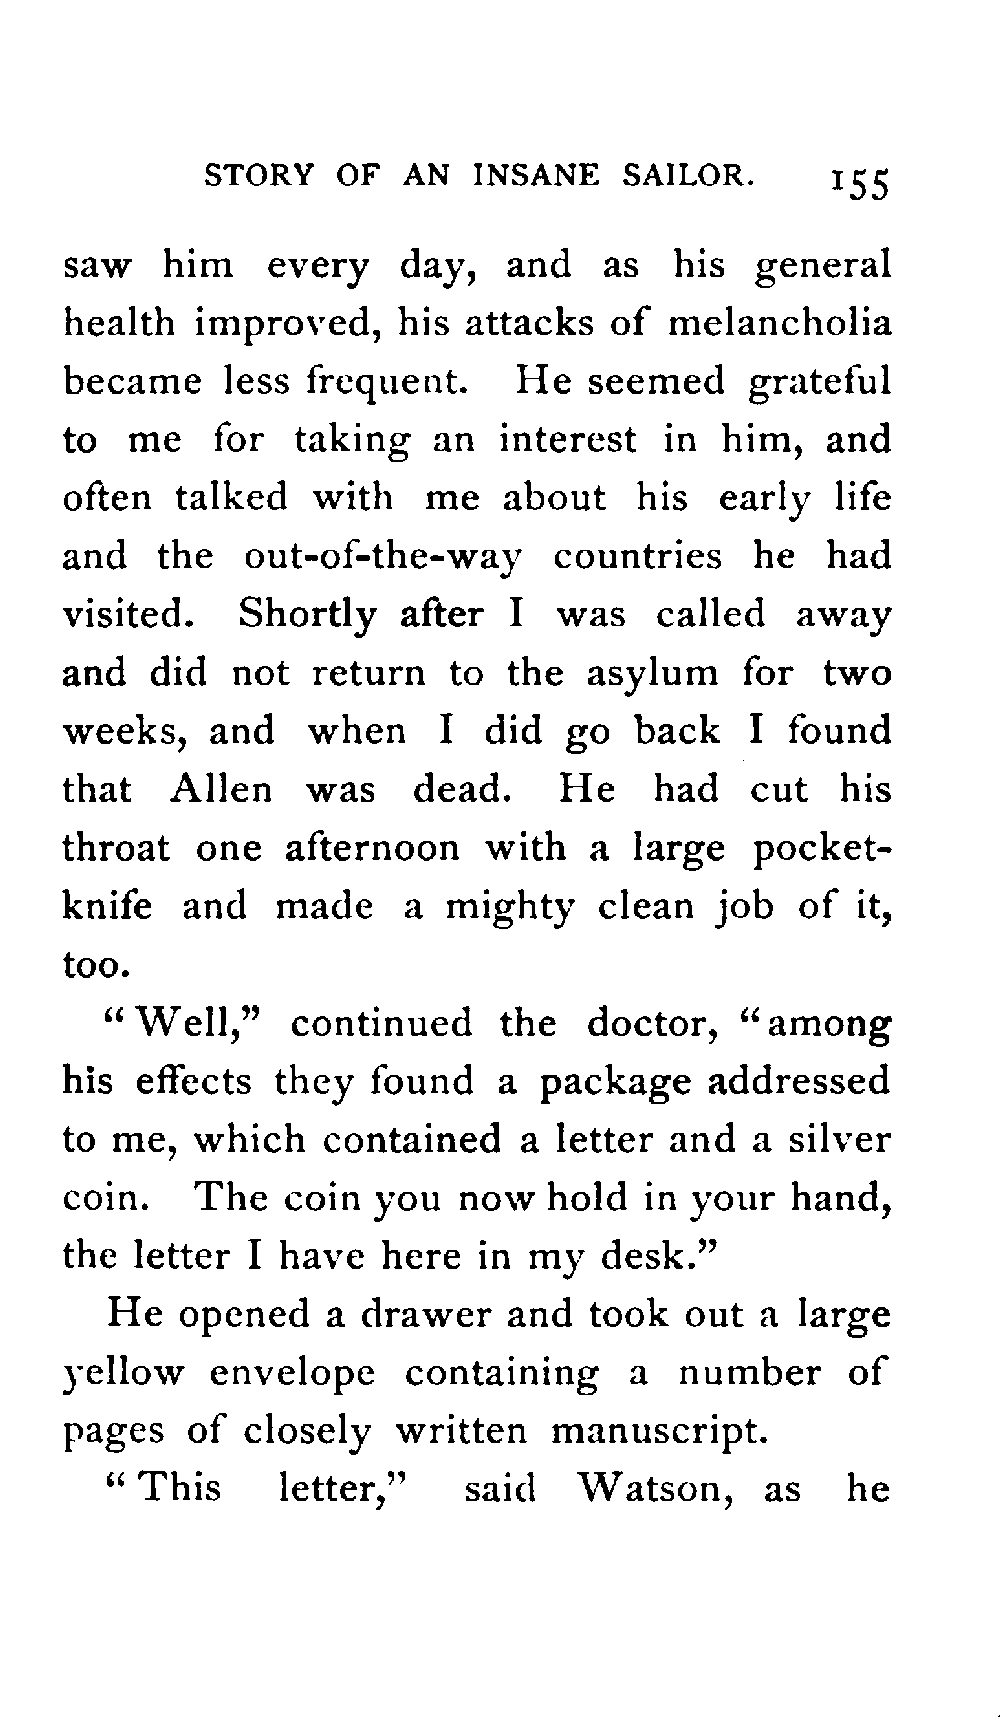 STORY OF AN INSANE SAILOR. 155
saw him every day, and as his general
health improved, his attacks of melancholia
became less frequent. He seemed grateful
to me for taking an interest in him, and
often talked with me about his early life
and the out-of-the-way countries he had
visited. Shortly after I was called away
and did not return to the asylum for two
weeks, and when I did go back I found
that Allen was dead. He had cut his
throat one afternoon with a large pocket-
knife and made a mighty clean job of it,
too.
“Well,” continued the doctor, “among
his effects they found a package addressed
to me, which contained a letter and a silver
coin. The coin you now hold in your hand,
the letter I have here in my desk.”
He opened a drawer and took out a large
yellow envelope containing a number of
pages of closely written manuscript.
“This letter,” said Watson, as he